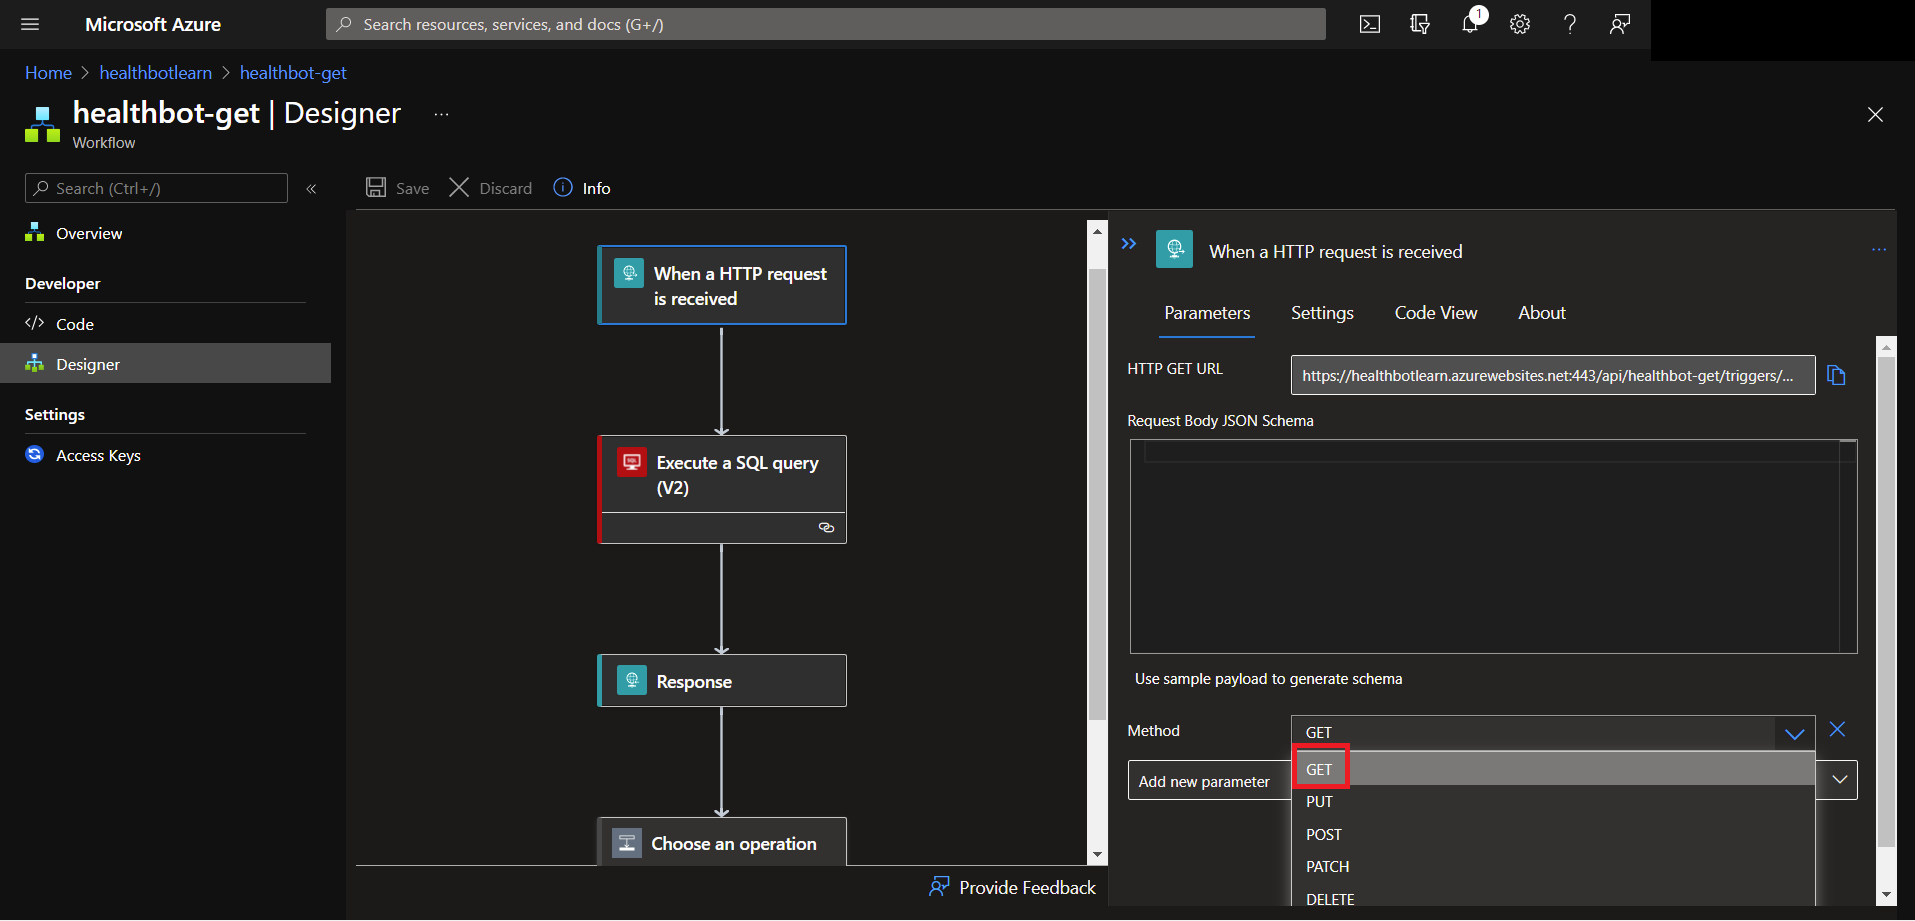 Microsoft Azure
Search resources, services, and docs (G+/)
1
Home > healthbotlearn > healthbot-get
healthbot-get | Designer ...
Workflow
Search (Ctrl+/)
«
Save
Discard
Info
Overview
Developer
Code
Designer
Settings
Access Keys
When a HTTP request
is received
Execute a SQL query
(V2)
Response
Choose an operation
Provide Feedback
When a HTTP request is received
...
Parameters
Settings
Code View
About
HTTP GET URL
https://healthbotlearn.azurewebsites.net:443/api/healthbot-get/triggers/...
Request Body JSON Schema
Use sample payload to generate schema
Method
GET
Add new parameter
GET
PUT
POST
PATCH
DELETE